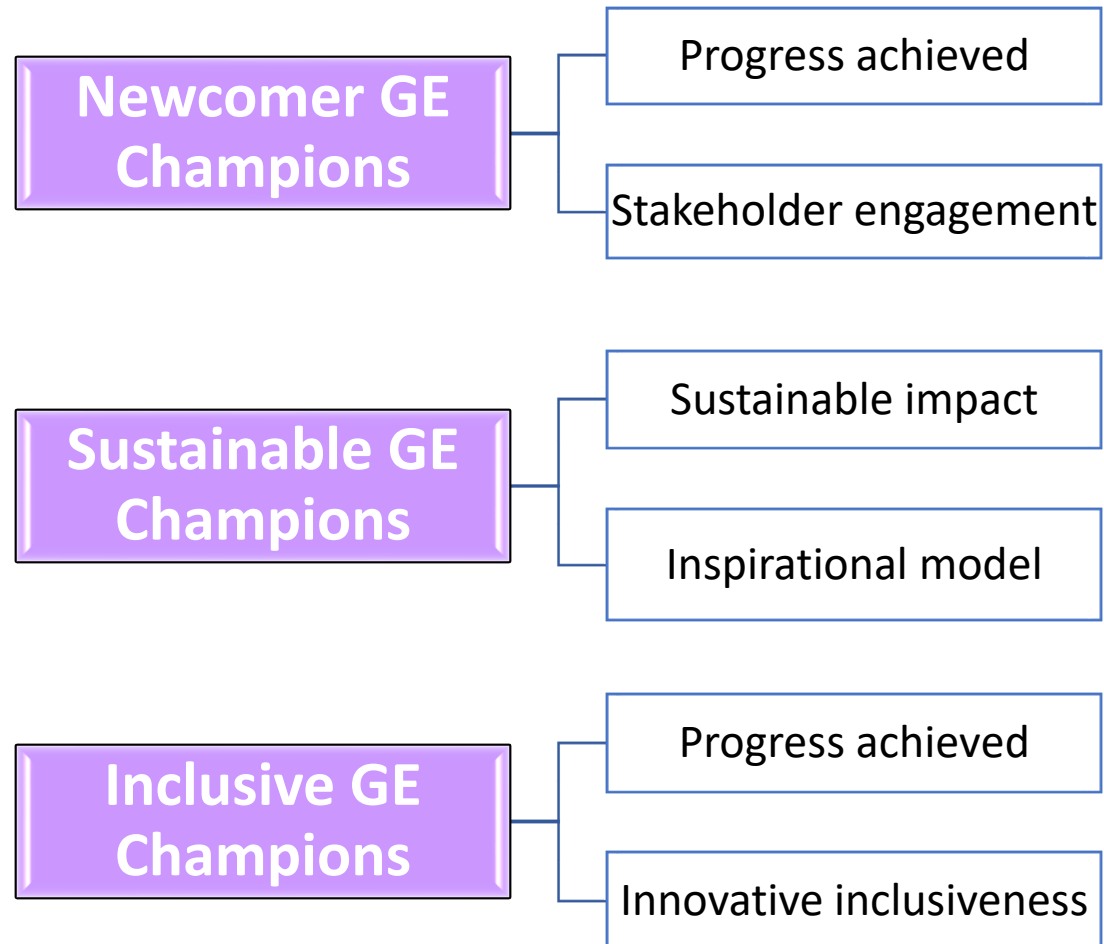 Newcomer GE
Champions
Progress achieved
Stakeholder engagement
Sustainable GE
Champions
Sustainable impact
Inspirational model
Inclusive GE
Champions
Progress achieved
Innovative inclusiveness